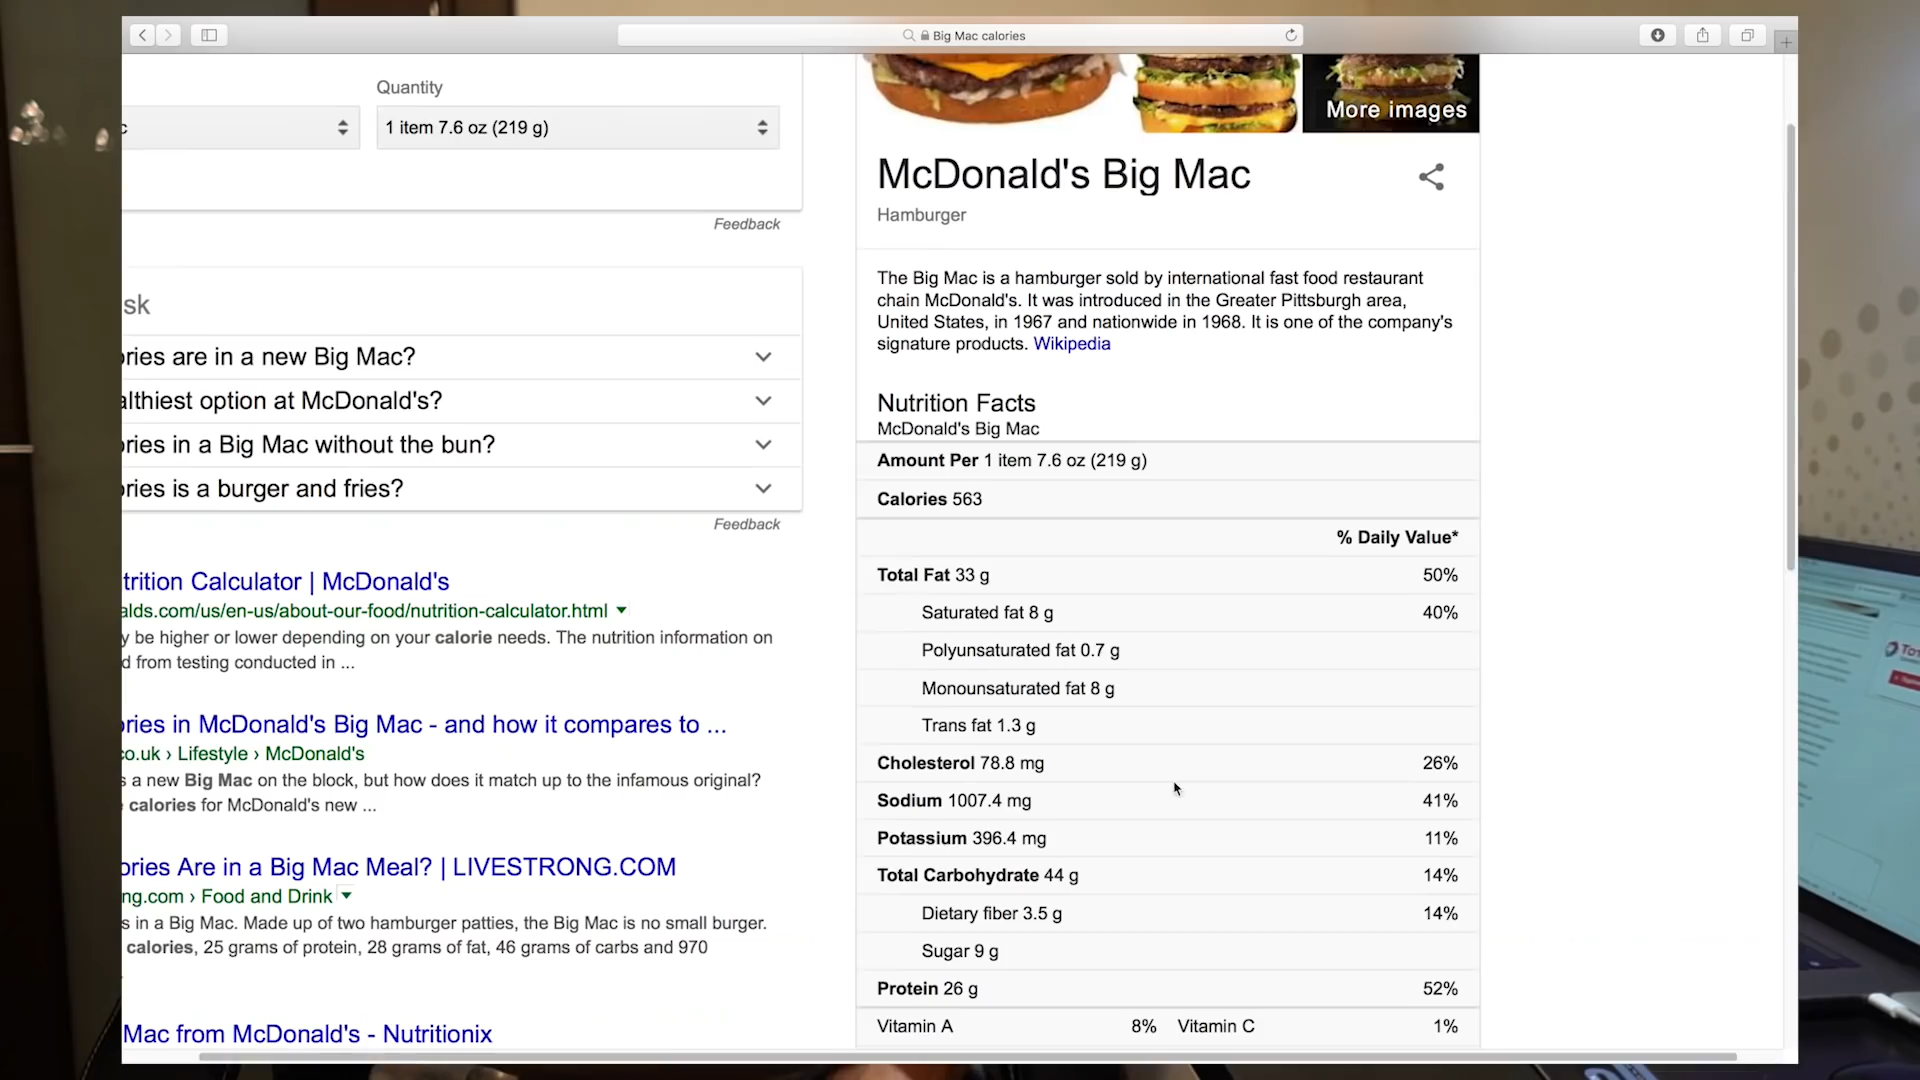 Big Mac calories
Quantity
1 item 7.6 oz (219 g)
Feedback
sk
ories are in a new Big Mac?
althiest option at McDonald's?
ories in a Big Mac without the bun?
ories is a burger and fries?
Feedback
trition Calculator | McDonald's
alds.com/us/en-us/about-our-food/nutrition-calculator.html
y be higher or lower depending on your calorie needs. The nutrition information on
d from testing conducted in ...
ories in McDonald's Big Mac - and how it compares to ...
co.uk › Lifestyle › McDonald's
s a new Big Mac on the block, but how does it match up to the infamous original?
calories for McDonald's new ...
ories Are in a Big Mac Meal? | LIVESTRONG.COM
ng.com › Food and Drink
s in a Big Mac. Made up of two hamburger patties, the Big Mac is no small burger.
calories, 25 grams of protein, 28 grams of fat, 46 grams of carbs and 970
Mac from McDonald's - Nutritionix
More images
McDonald's Big Mac
Hamburger
The Big Mac is a hamburger sold by international fast food restaurant
chain McDonald's. It was introduced in the Greater Pittsburgh area,
United States, in 1967 and nationwide in 1968. It is one of the company's
signature products. Wikipedia
Nutrition Facts
McDonald's Big Mac
Amount Per 1 item 7.6 oz (219 g)
Calories 563
% Daily Value*
Total Fat 33 g 50%
Saturated fat 8 g 40%
Polyunsaturated fat 0.7 g
Monounsaturated fat 8 g
Trans fat 1.3 g
Cholesterol 78.8 mg 26%
Sodium 1007.4 mg 41%
Potassium 396.4 mg 11%
Total Carbohydrate 44 g 14%
Dietary fiber 3.5 g 14%
Sugar 9 g
Protein 26 g 52%
Vitamin A 8% Vitamin C 1%